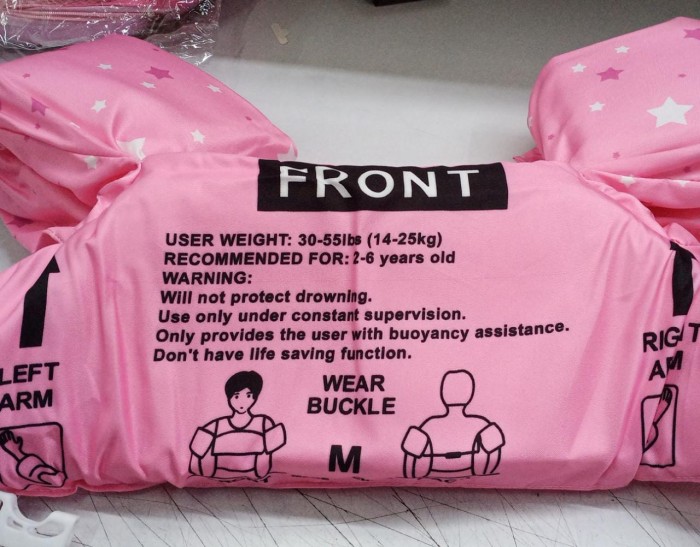 FRONT
USER WEIGHT: 30-55lbs (14-25kg)
RECOMMENDED FOR: 2-6 years old
WARNING:
Will not protect drowning.
Use only under constant supervision.
Only provides the user with buoyancy assistance.
Don't have life saving function.
LEFT
ARM
WEAR
BUCKLE
M
RIGHT
ARM